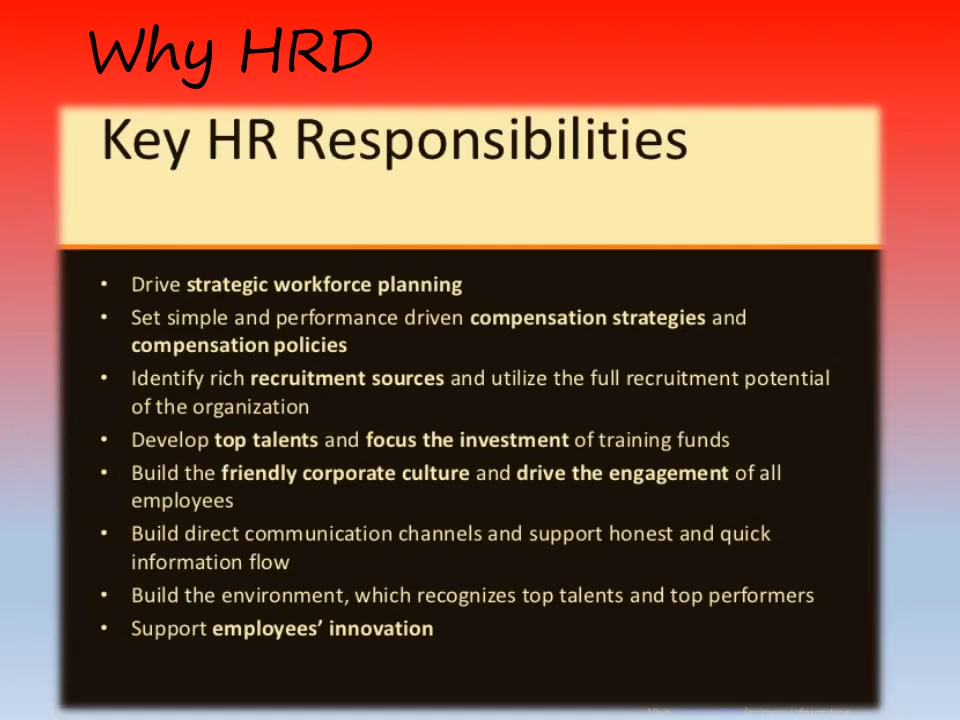 Why HRD
Key HR Responsibilities
• Drive strategic workforce planning
• Set simple and performance driven compensation strategies and
compensation policies
• Identify rich recruitment sources and utilize the full recruitment potential
of the organization
• Develop top talents and focus the investment of training funds
• Build the friendly corporate culture and drive the engagement of all
employees
• Build direct communication channels and support honest and quick
information flow
• Build the environment, which recognizes top talents and top performers
• Support employees’ innovation